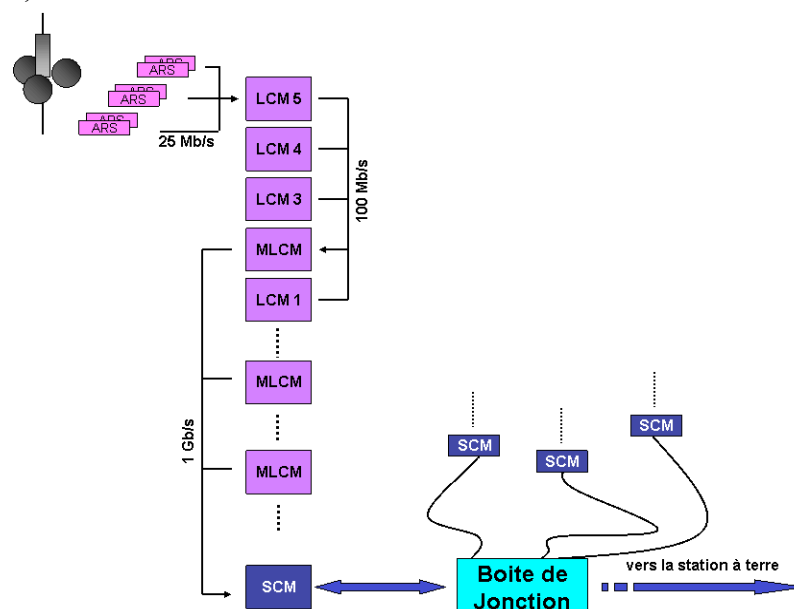 ARS
ARS
ARS
ARS
ARS
ARS
25 Mb/s
LCM 5
LCM 4
LCM 3
MLCM
LCM 1
100 Mb/s
MLCM
MLCM
1 Gb/s
SCM
SCM
SCM
SCM
Boite de
Jonction
vers la station à terre